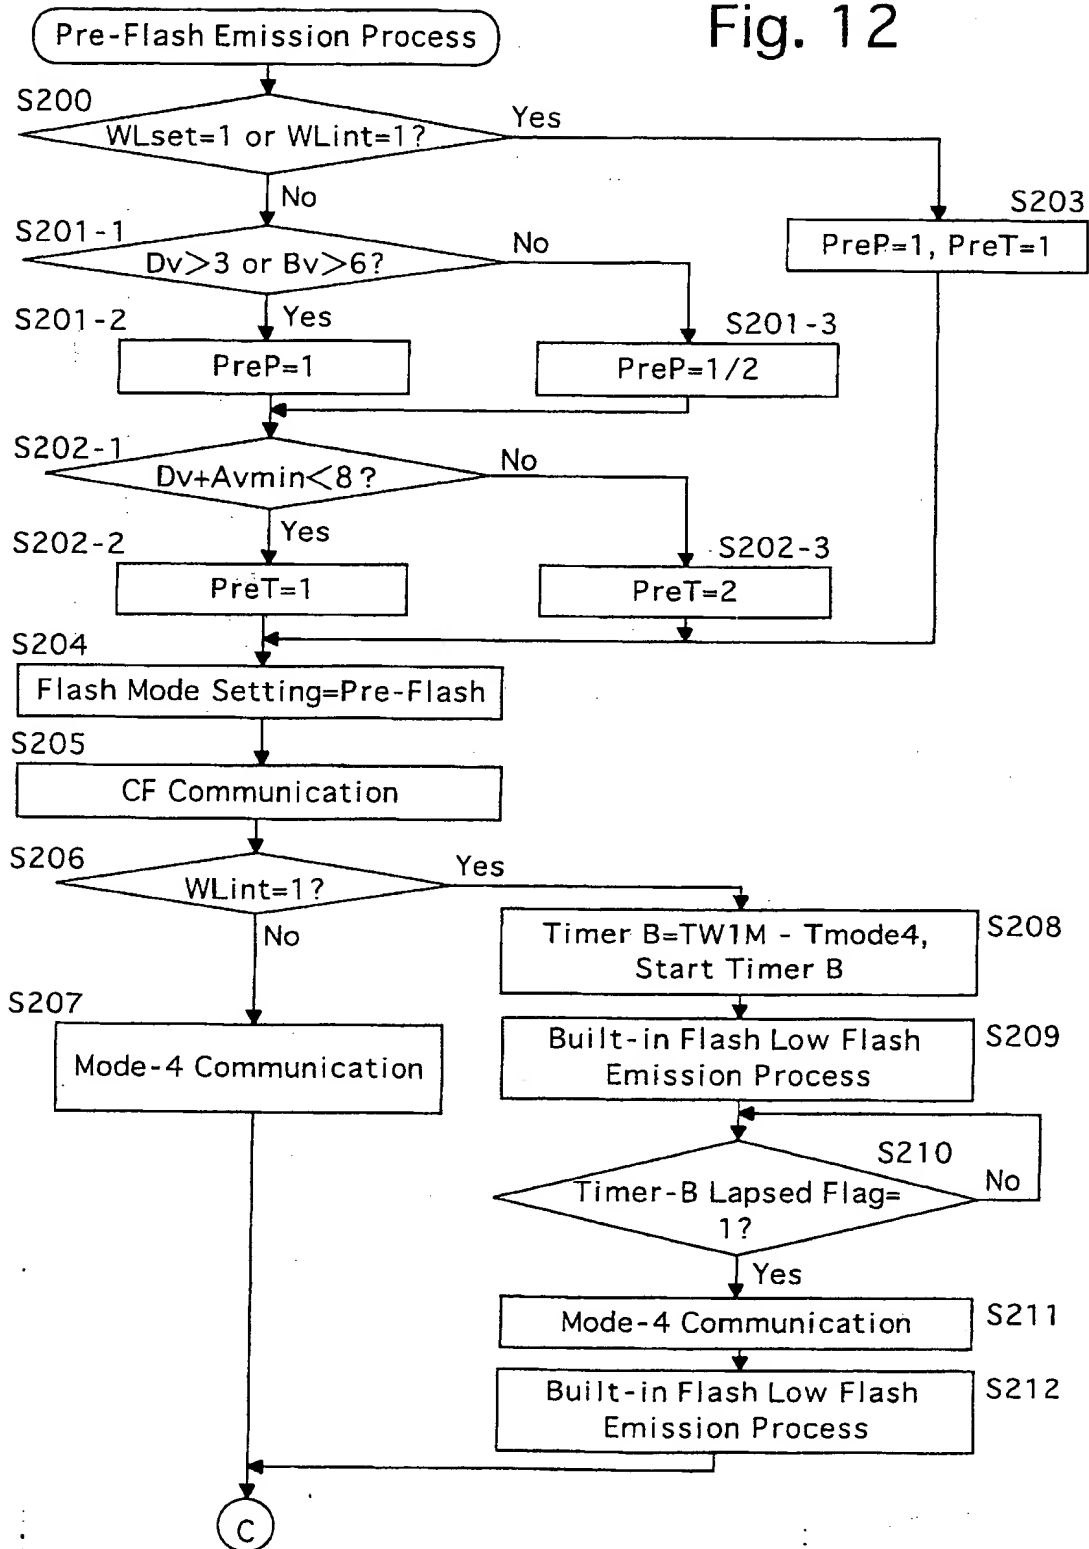 Fig. 12
Pre-Flash Emission Process
S200
WLset=1 or WLint=1?
Yes
No
S203
PreP=1, PreT=1
S201-1
Dv>3 or Bv>6?
No
Yes
S201-2
PreP=1
S201-3
PreP=1/2
S202-1
Dv+Avmin<8?
No
Yes
S202-2
PreT=1
S202-3
PreT=2
S204
Flash Mode Setting=Pre-Flash
S205
CF Communication
S206
WLint=1?
Yes
No
S207
Mode-4 Communication
Timer B=TW1M - Tmode4,
Start Timer B
S208
Built-in Flash Low Flash
Emission Process
S209
S210
Timer-B Lapsed Flag=
1?
No
Yes
Mode-4 Communication
S211
Built-in Flash Low Flash
Emission Process
S212
C